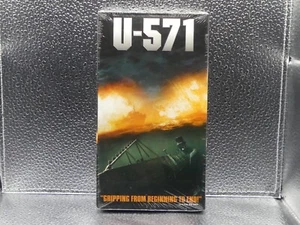 U-571
"GRIPPING FROM BEGINNING TO END!"